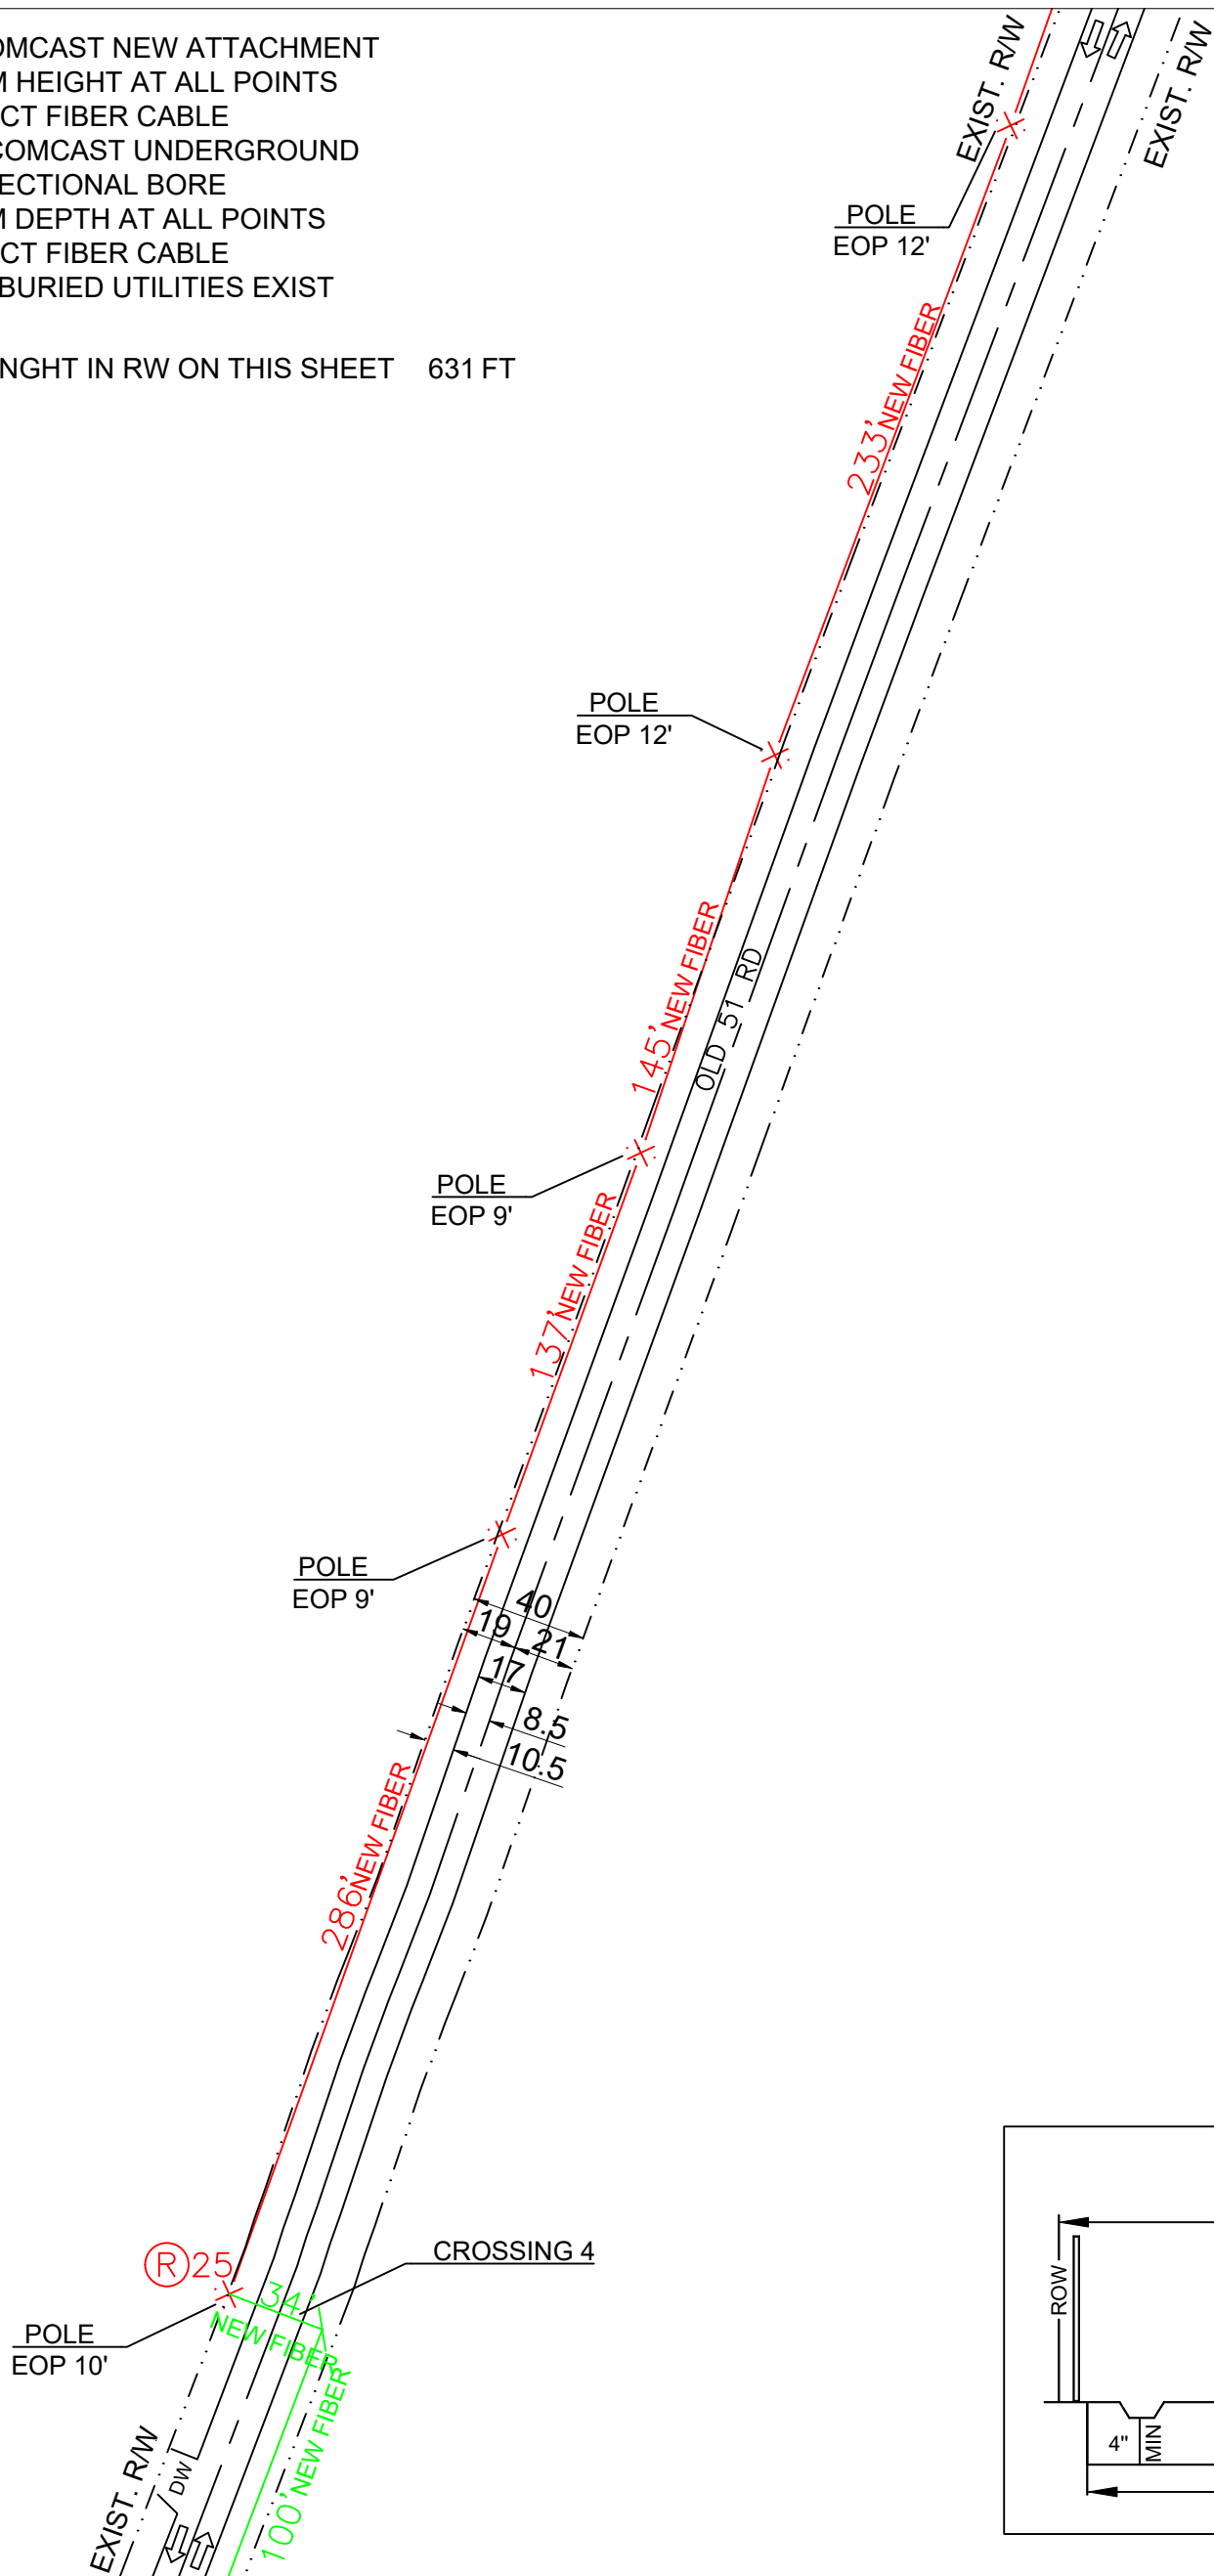 OMCAST NEW ATTACHMENT
M HEIGHT AT ALL POINTS
CT FIBER CABLE
COMCAST UNDERGROUND
ECTIONAL BORE
M DEPTH AT ALL POINTS
CT FIBER CABLE
BURIED UTILITIES EXIST
NGHT IN RW ON THIS SHEET 631 FT
EXIST. R/W
EXIST. R/W
POLE
EOP 12'
233' NEW FIBER
POLE
EOP 12'
145' NEW FIBER
OLD 51 RD
POLE
EOP 9'
137' NEW FIBER
POLE
EOP 9'
40
19
21
17
8.5
10.5
286' NEW FIBER
CROSSING 4
R 25
34'
NEW FIBER
POLE
EOP 10'
100' NEW FIBER
EXIST. R/W
DW
ROW
4" MIN